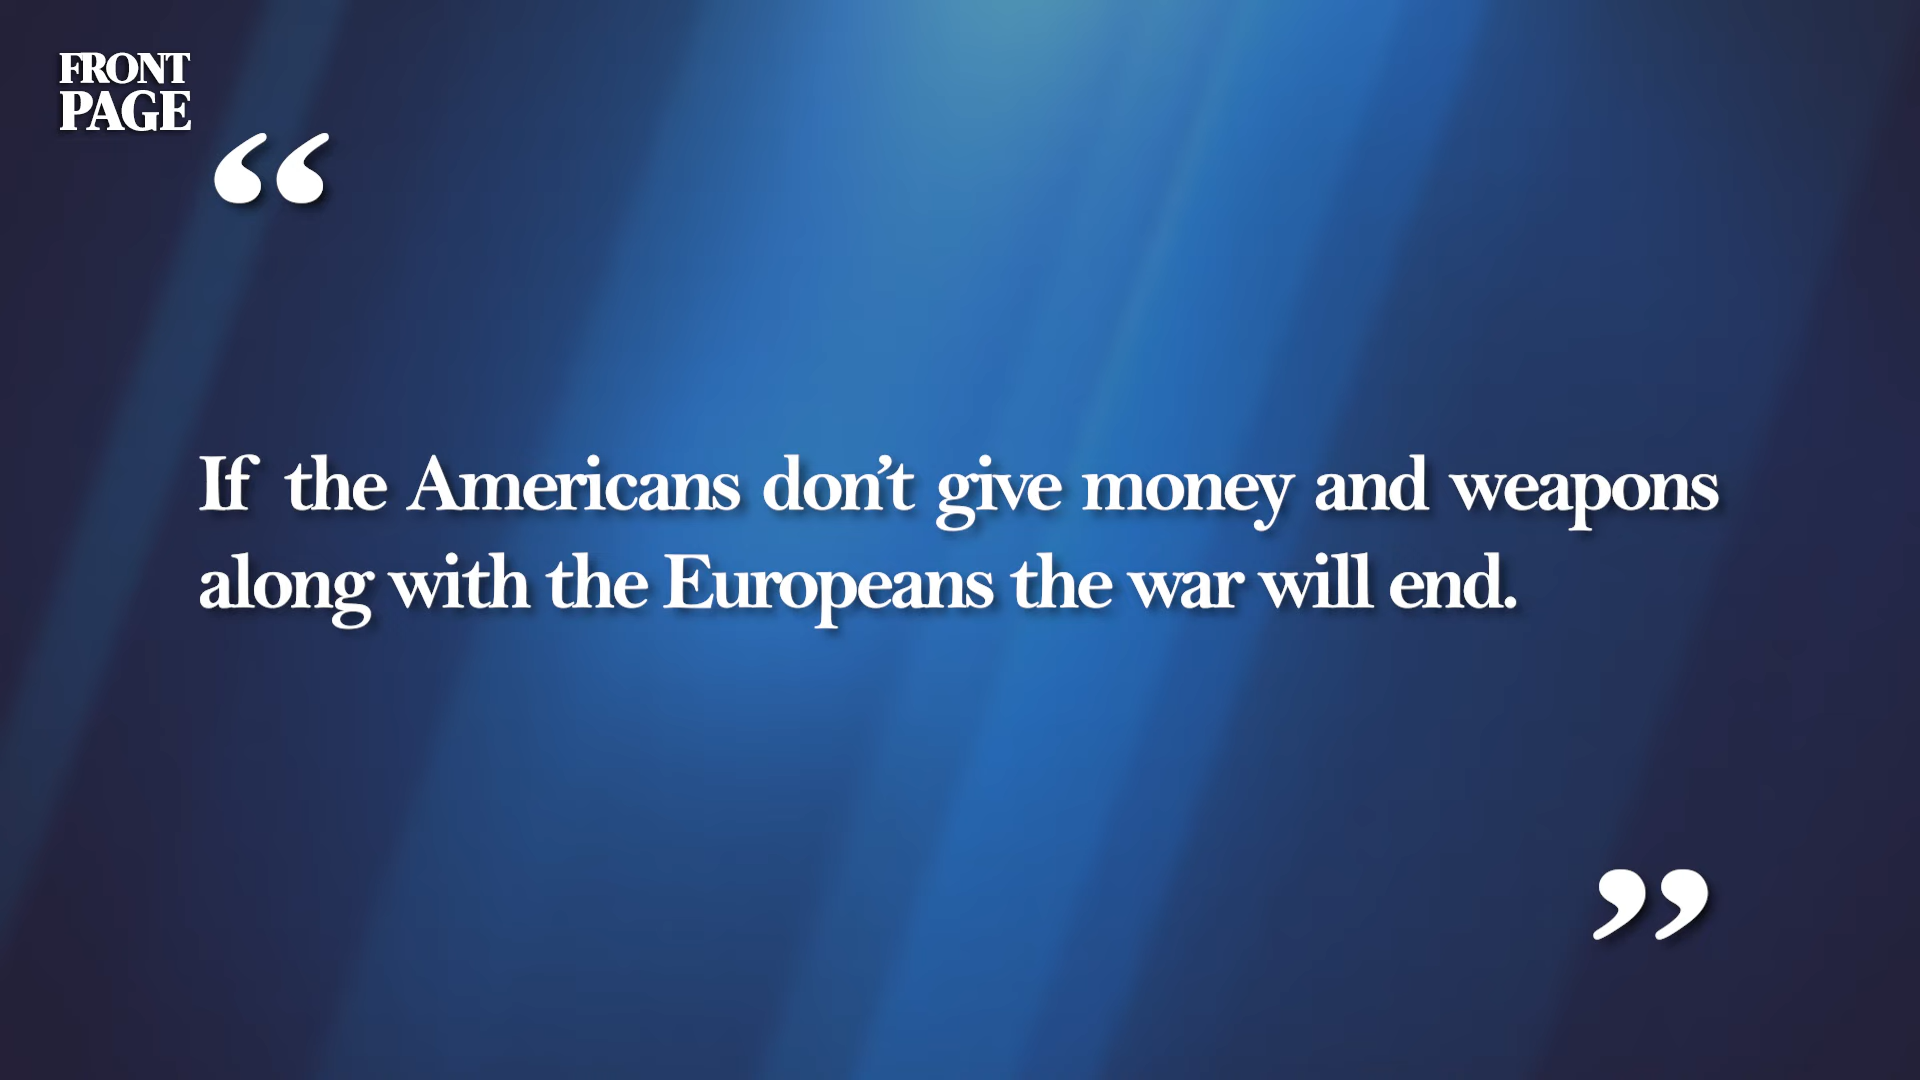 FRONT
PAGE
“
If the Americans don’t give money and weapons
along with the Europeans the war will end.
”